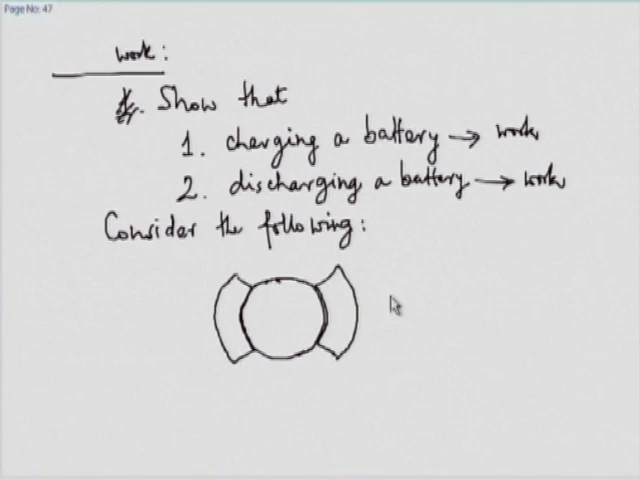 Page No: 47
work:
Show that
1. charging a battery → work
2. discharging a battery → work
Consider the following: